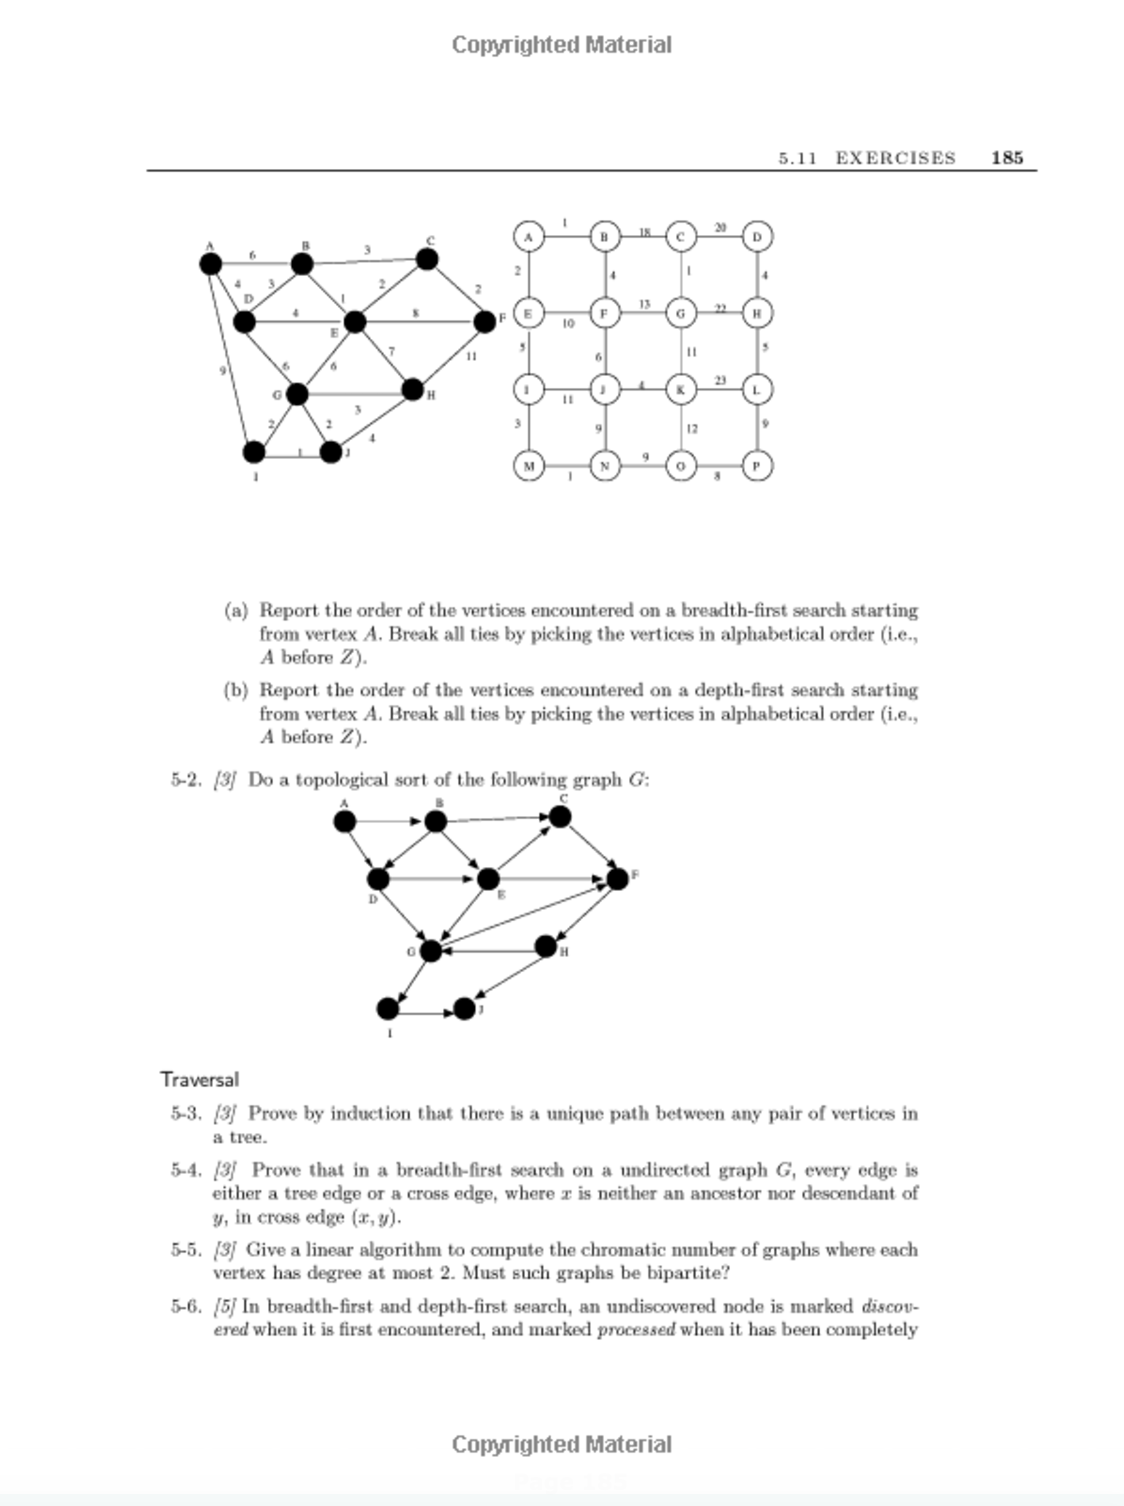 Copyrighted Material
5.11 EXERCISES 185
A 6 B 3 C
4 3 2 2
D 1
4 E 8 F
9 6 6 7 11
G H
3
2 2 4
1 J
I
1 18 20
A B C D
2 4 1 4
13 22
E F G H
10
5 6 11 5
4 23
I J K L
11
3 9 12 9
9
M N O P
1 8
(a) Report the order of the vertices encountered on a breadth-first search starting
from vertex A. Break all ties by picking the vertices in alphabetical order (i.e.,
A before Z).
(b) Report the order of the vertices encountered on a depth-first search starting
from vertex A. Break all ties by picking the vertices in alphabetical order (i.e.,
A before Z).
5-2. [3] Do a topological sort of the following graph G:
A B C
D E F
G H
J
I
Traversal
5-3. [3] Prove by induction that there is a unique path between any pair of vertices in
a tree.
5-4. [3] Prove that in a breadth-first search on a undirected graph G, every edge is
either a tree edge or a cross edge, where x is neither an ancestor nor descendant of
y, in cross edge (x, y).
5-5. [3] Give a linear algorithm to compute the chromatic number of graphs where each
vertex has degree at most 2. Must such graphs be bipartite?
5-6. [5] In breadth-first and depth-first search, an undiscovered node is marked discov-
ered when it is first encountered, and marked processed when it has been completely
Copyrighted Material